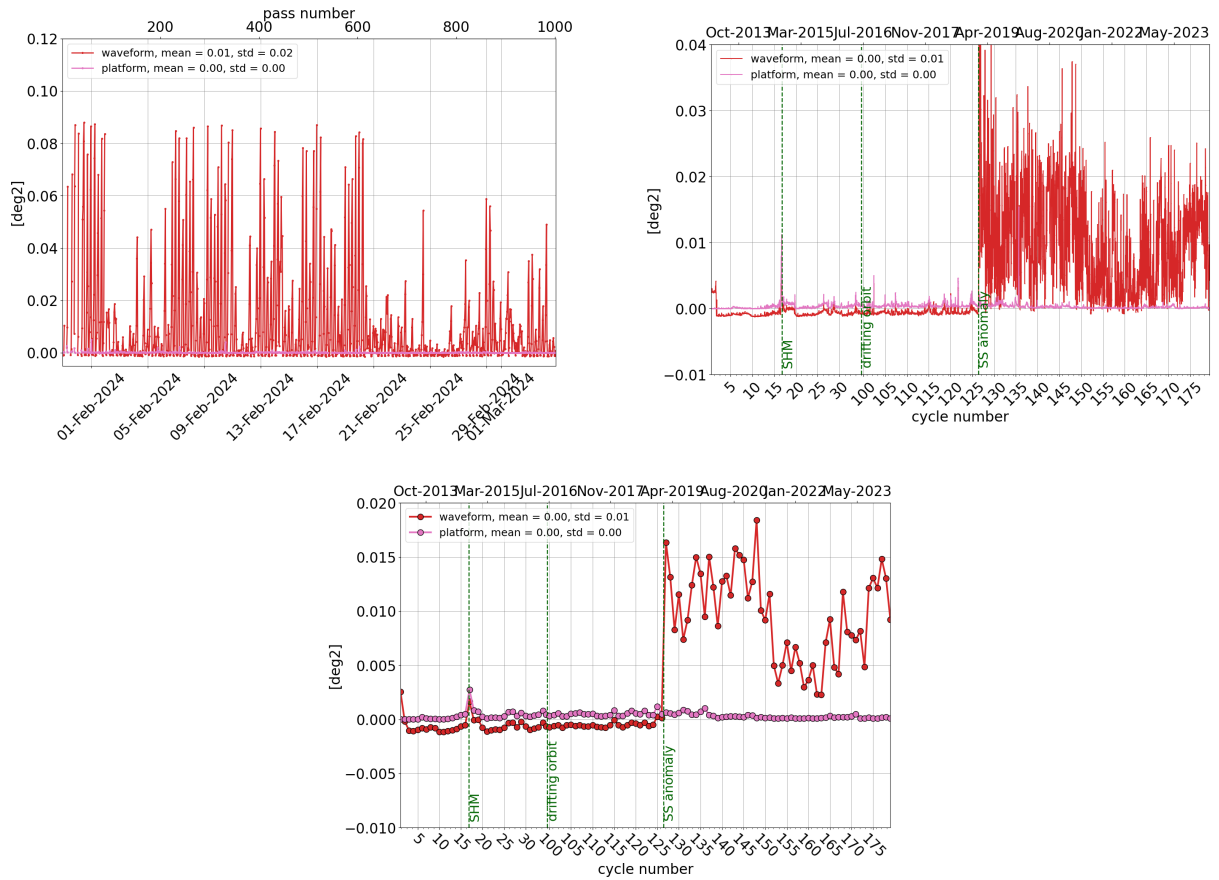 pass number
200 400 600 800 1000
0.12
0.10
0.08
0.06
0.04
0.02
0.00
[deg2]
waveform, mean = 0.01, std = 0.02
platform, mean = 0.00, std = 0.00
01-Feb-2024 05-Feb-2024 09-Feb-2024 13-Feb-2024 17-Feb-2024 21-Feb-2024 25-Feb-2024 29-Feb-2024 01-Mar-2024
Oct-2013 Mar-2015 Jul-2016 Nov-2017 Apr-2019 Aug-2020 Jan-2022 May-2023
0.04
0.03
0.02
0.01
0.00
−0.01
[deg2]
waveform, mean = 0.00, std = 0.01
platform, mean = 0.00, std = 0.00
SHM
drifting orbit
SS anomaly
5 10 15 20 25 30 100 105 110 115 120 125 130 135 140 145 150 155 160 165 170 175
cycle number
Oct-2013 Mar-2015 Jul-2016 Nov-2017 Apr-2019 Aug-2020 Jan-2022 May-2023
0.020
0.015
0.010
0.005
0.000
−0.005
−0.010
[deg2]
waveform, mean = 0.00, std = 0.01
platform, mean = 0.00, std = 0.00
SHM
drifting orbit
SS anomaly
5 10 15 20 25 30 100 105 110 115 120 125 130 135 140 145 150 155 160 165 170 175
cycle number